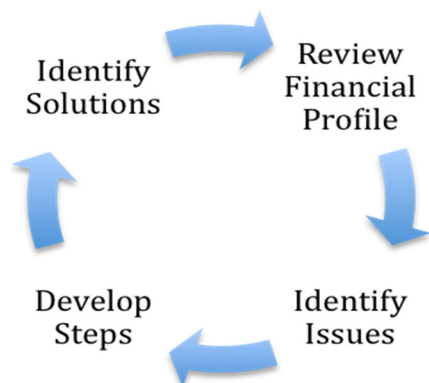 Identify
Solutions
Review
Financial
Profile
Develop
Steps
Identify
Issues